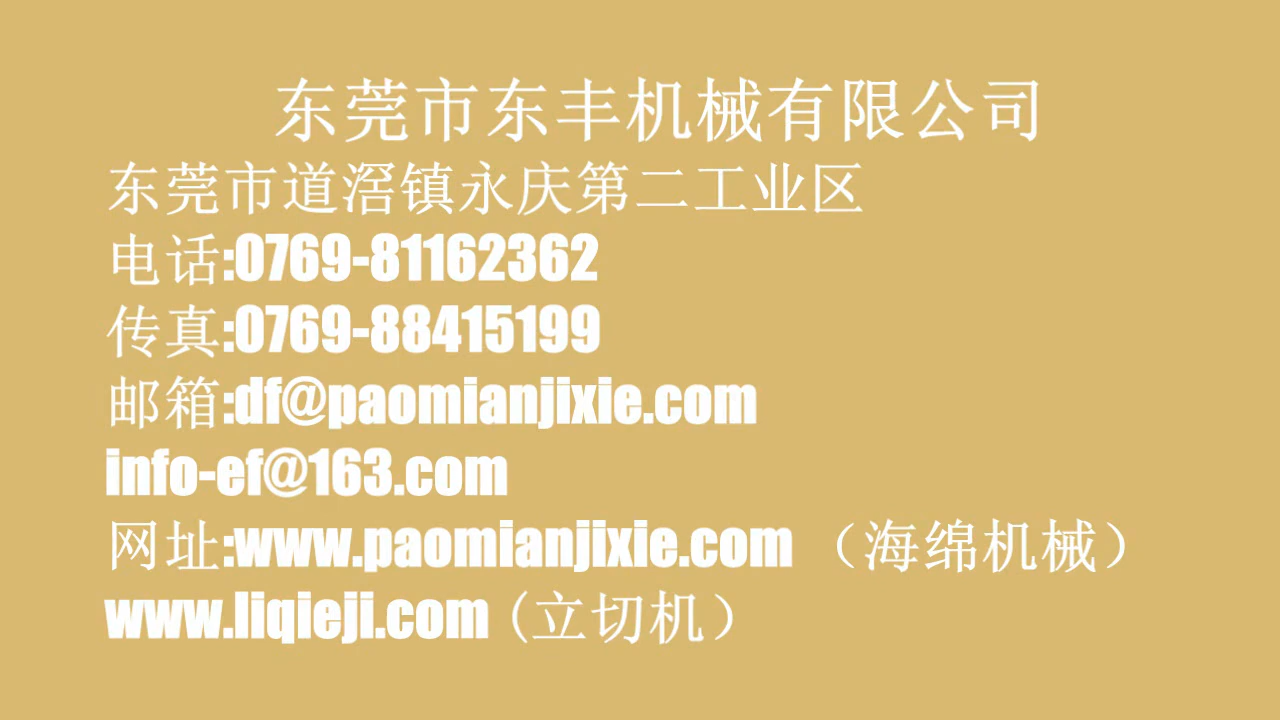 东莞市东丰机械有限公司
东莞市道滘镇永庆第二工业区
电话:0769-81162362
传真:0769-88415199
邮箱:df@paomianjixie.com
info-ef@163.com
网址:www.paomianjixie.com（海绵机械）
www.liqieji.com (立切机）